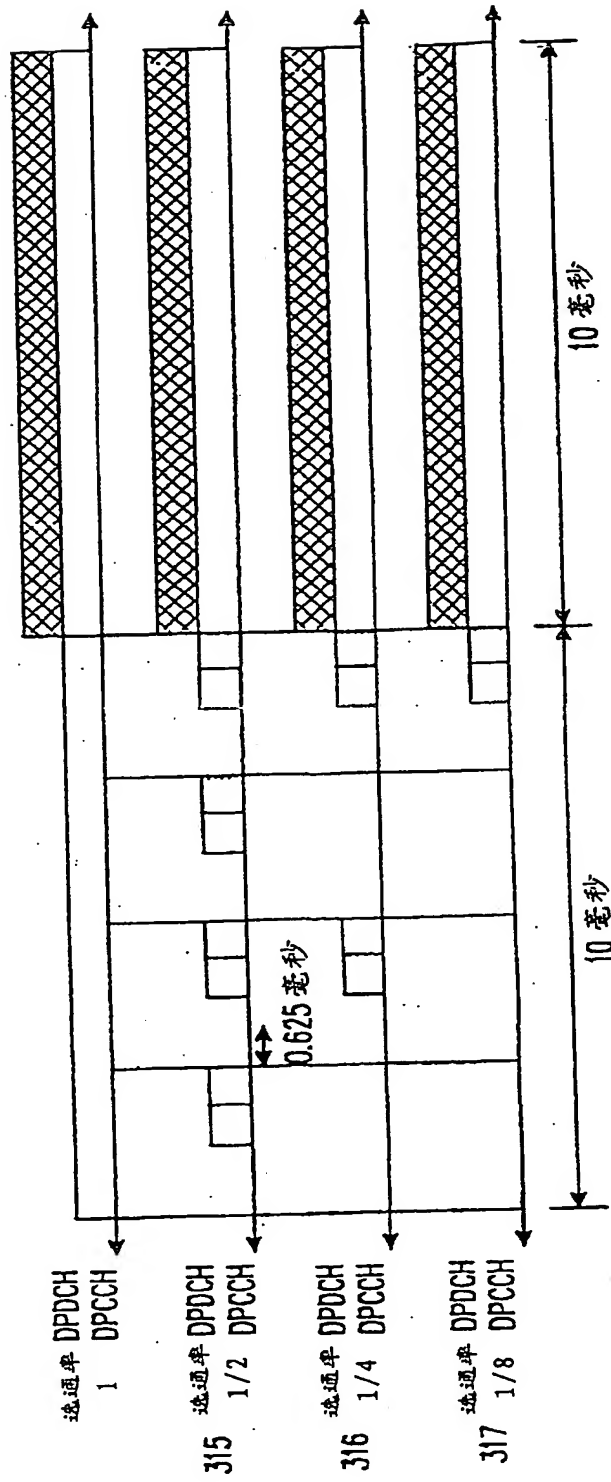 选通率 DPDCH
1 DPCCH
315
选通率 DPDCH
1/2 DPCCH
316
选通率 DPDCH
1/4 DPCCH
317
选通率 DPDCH
1/8 DPCCH
0.625 毫秒
10 毫秒
10 毫秒